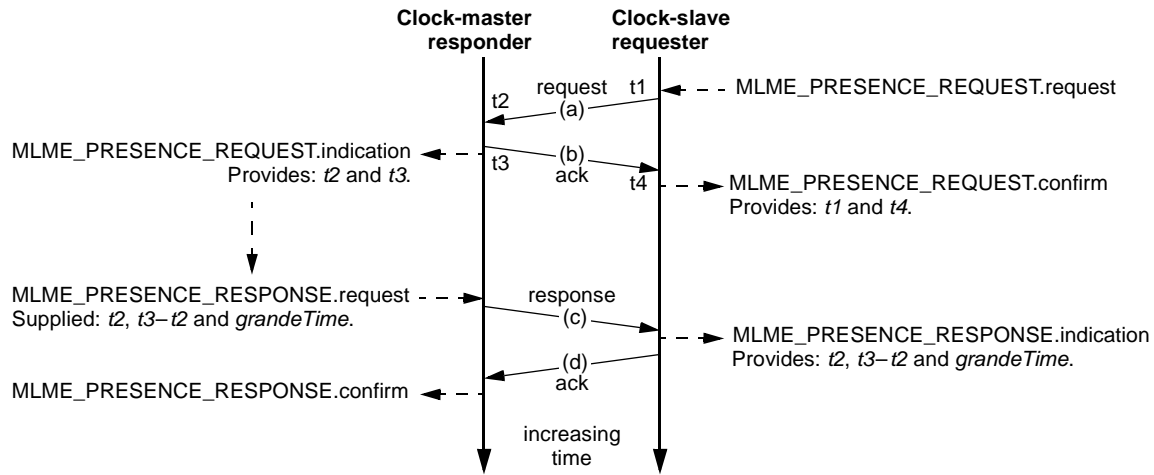 Clock-master
responder
Clock-slave
requester
request
t1
MLME_PRESENCE_REQUEST.request
t2
(a)
MLME_PRESENCE_REQUEST.indication
Provides: t2 and t3.
t3
(b)
ack
t4
MLME_PRESENCE_REQUEST.confirm
Provides: t1 and t4.
MLME_PRESENCE_RESPONSE.request
Supplied: t2, t3–t2 and grandeTime.
response
(c)
MLME_PRESENCE_RESPONSE.indication
Provides: t2, t3–t2 and grandeTime.
(d)
ack
MLME_PRESENCE_RESPONSE.confirm
increasing
time